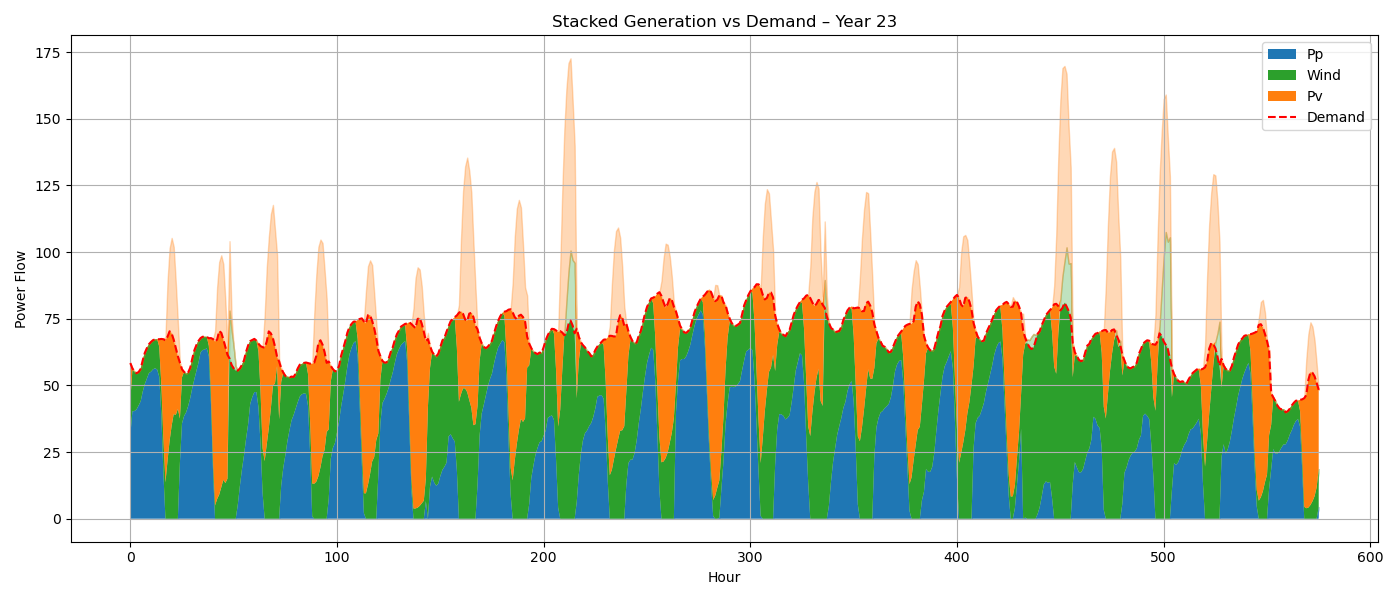 Stacked Generation vs Demand – Year 23
Power Flow
175
150
125
100
75
50
25
0
Pp
Wind
Pv
Demand
0 100 200 300 400 500 600
Hour